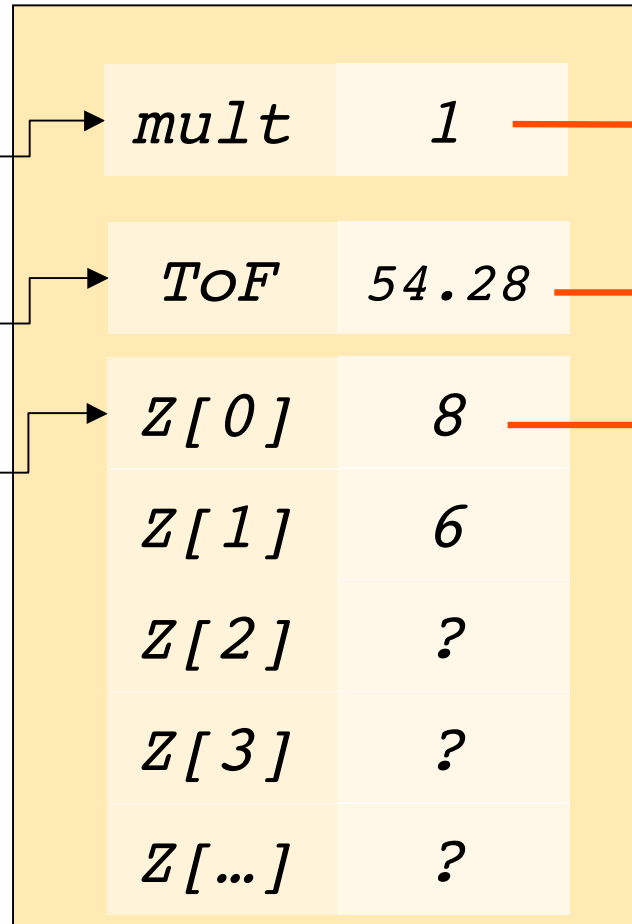 mult 1
ToF 54.28
Z[0] 8
Z[1] 6
Z[2] ?
Z[3] ?
Z[…] ?